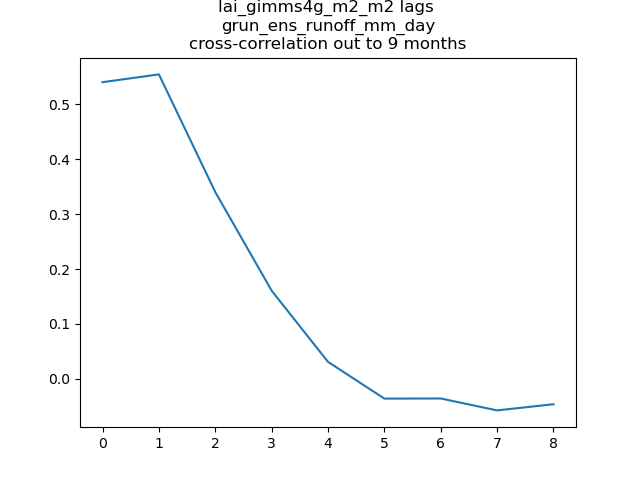 lai_gimms4g_m2_m2 lags
grun_ens_runoff_mm_day
cross-correlation out to 9 months
0.5
0.4
0.3
0.2
0.1
0.0
0 1 2 3 4 5 6 7 8